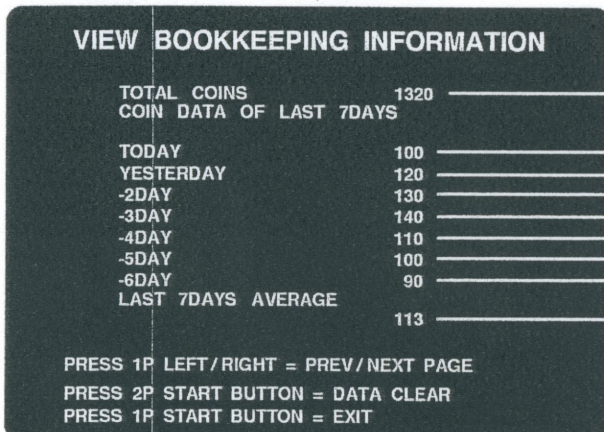 VIEW BOOKKEEPING INFORMATION
TOTAL COINS 1320
COIN DATA OF LAST 7DAYS
TODAY 100
YESTERDAY 120
-2DAY 130
-3DAY 140
-4DAY 110
-5DAY 100
-6DAY 90
LAST 7DAYS AVERAGE
113
PRESS 1P LEFT/RIGHT = PREV/NEXT PAGE
PRESS 2P START BUTTON = DATA CLEAR
PRESS 1P START BUTTON = EXIT